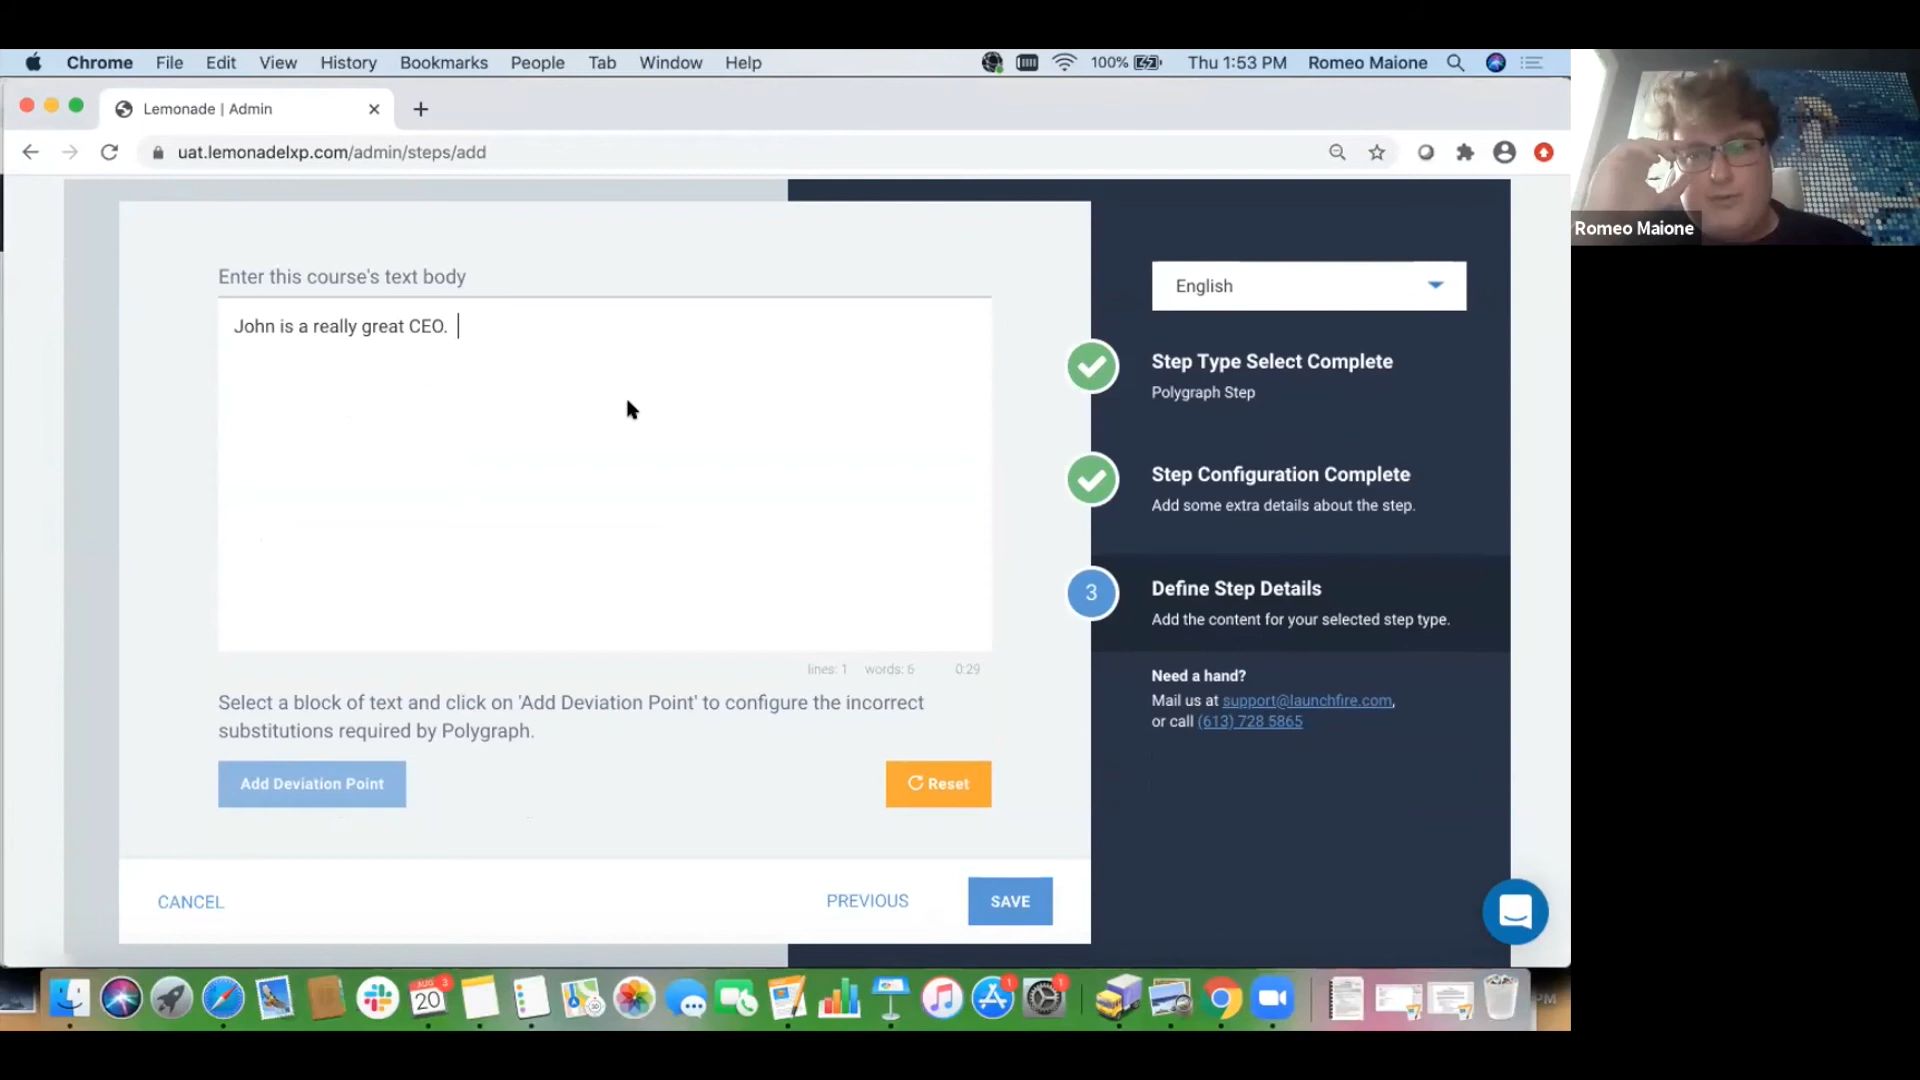 Chrome File Edit View History Bookmarks People Tab Window Help 100% Thu 1:53 PM Romeo Maione
Lemonade | Admin
uat.lemonadelxp.com/admin/steps/add
Romeo Maione
Enter this course's text body
John is a really great CEO.
lines: 1 words: 6 0:29
Select a block of text and click on 'Add Deviation Point' to configure the incorrect
substitutions required by Polygraph.
Add Deviation Point
Reset
CANCEL
PREVIOUS
SAVE
English
Step Type Select Complete
Polygraph Step
Step Configuration Complete
Add some extra details about the step.
3
Define Step Details
Add the content for your selected step type.
Need a hand?
Mail us at support@launchfire.com,
or call (613) 728 5865
AUG
3
20
1
1
PM